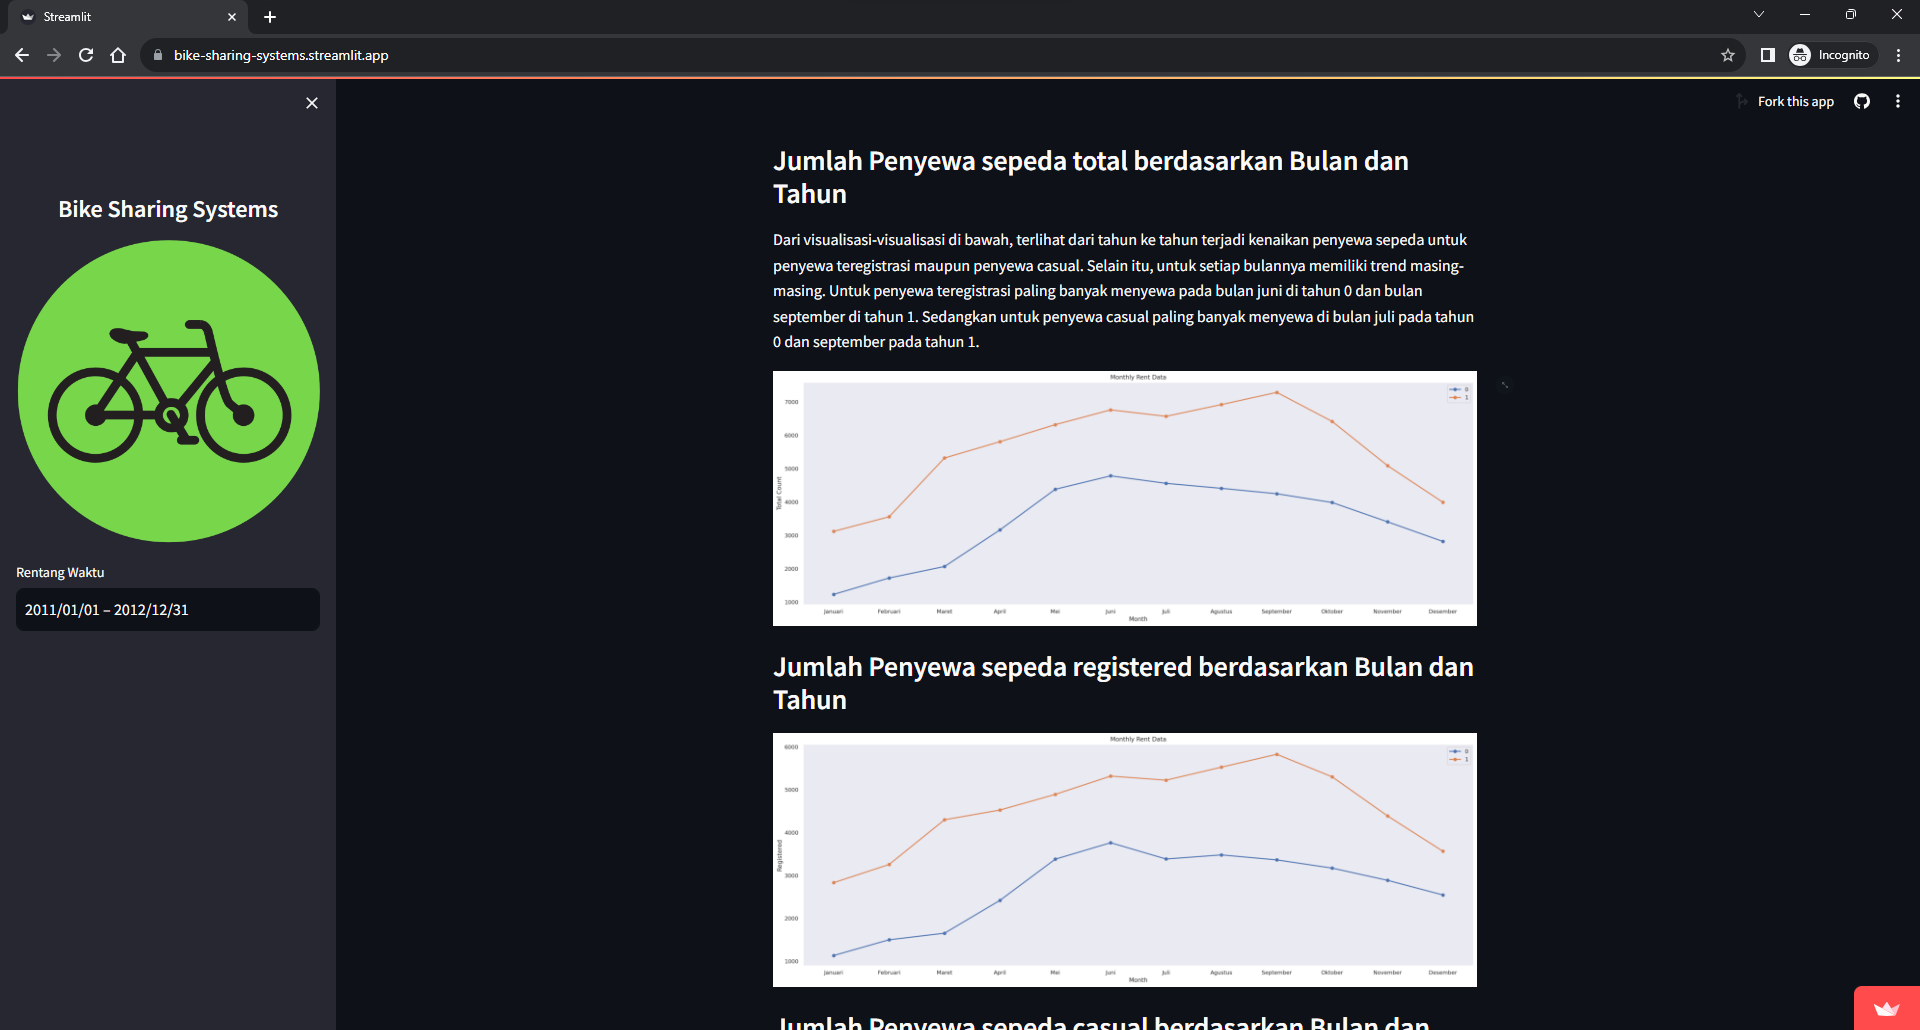 Streamlit
bike-sharing-systems.streamlit.app
Incognito
Fork this app
Bike Sharing Systems
Rentang Waktu
2011/01/01 – 2012/12/31
Jumlah Penyewa sepeda total berdasarkan Bulan dan
Tahun
Dari visualisasi-visualisasi di bawah, terlihat dari tahun ke tahun terjadi kenaikan penyewa sepeda untuk
penyewa teregistrasi maupun penyewa casual. Selain itu, untuk setiap bulannya memiliki trend masing-
masing. Untuk penyewa teregistrasi paling banyak menyewa pada bulan juni di tahun 0 dan bulan
september di tahun 1. Sedangkan untuk penyewa casual paling banyak menyewa di bulan juli pada tahun
0 dan september pada tahun 1.
Monthly Rent Data
0
1
7000
6000
5000
4000
3000
2000
1000
Total Count
Januari Februari Maret April Mei Juni Juli Agustus September Oktober November Desember
Month
Jumlah Penyewa sepeda registered berdasarkan Bulan dan
Tahun
Monthly Rent Data
0
1
6000
5000
4000
3000
2000
1000
Registered
Januari Februari Maret April Mei Juni Juli Agustus September Oktober November Desember
Month
Jumlah Penyewa sepeda casual berdasarkan Bulan dan